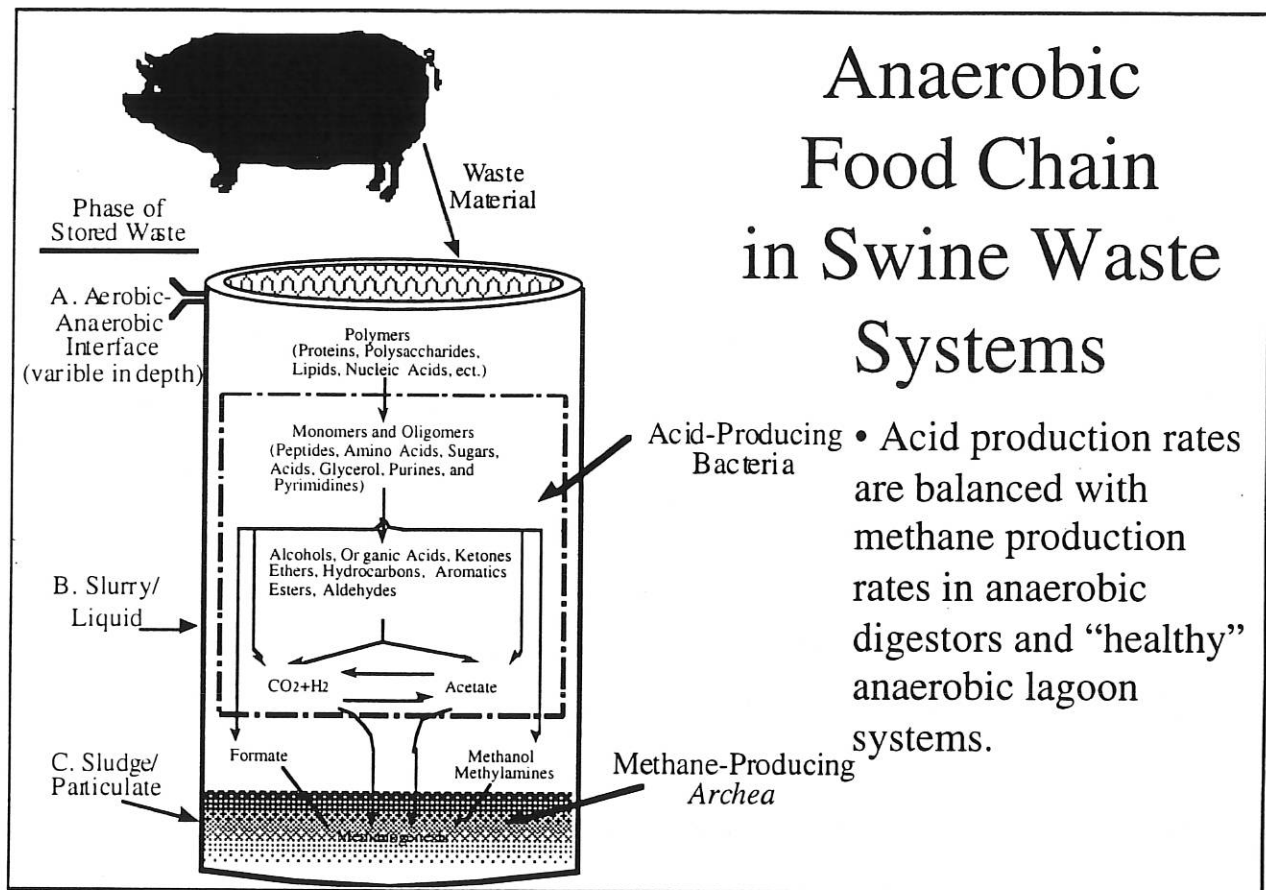 Anaerobic
Food Chain
in Swine Waste
Systems
Waste
Material
Phase of
Stored Waste
A. Aerobic-
Anaerobic
Interface
(varible in depth)
Polymers
(Proteins, Polysaccharides,
Lipids, Nucleic Acids, ect.)
Monomers and Oligomers
(Peptides, Amino Acids, Sugars,
Acids, Glycerol, Purines, and
Pyrimidines)
Acid-Producing
Bacteria
• Acid production rates
are balanced with
methane production
rates in anaerobic
digestors and “healthy”
anaerobic lagoon
systems.
Alcohols, Organic Acids, Ketones
Ethers, Hydrocarbons, Aromatics
Esters, Aldehydes
B. Slurry/
Liquid
CO2+H2
Acetate
Formate
Methanol
Methylamines
C. Sludge/
Particulate
Methane-Producing
Archea
Methanogenesis